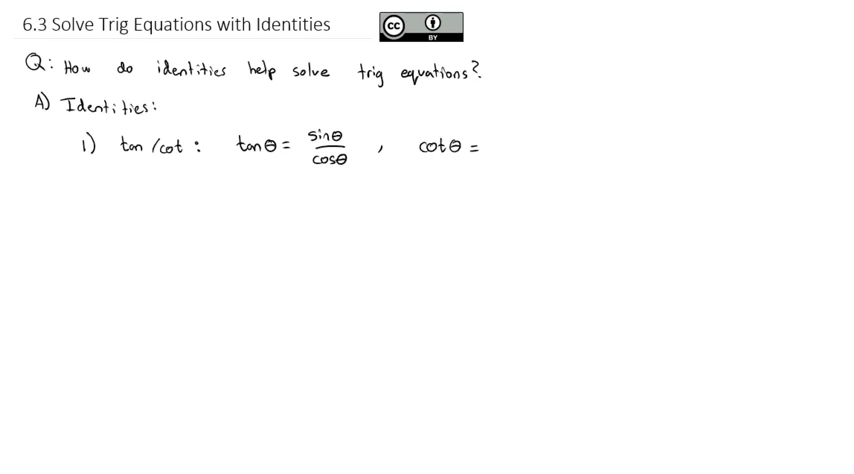 6.3 Solve Trig Equations with Identities
cc BY
Q: How do identities help solve trig equations?
A) Identities:
1) tan/cot: tanθ = sinθ/cosθ, cotθ =